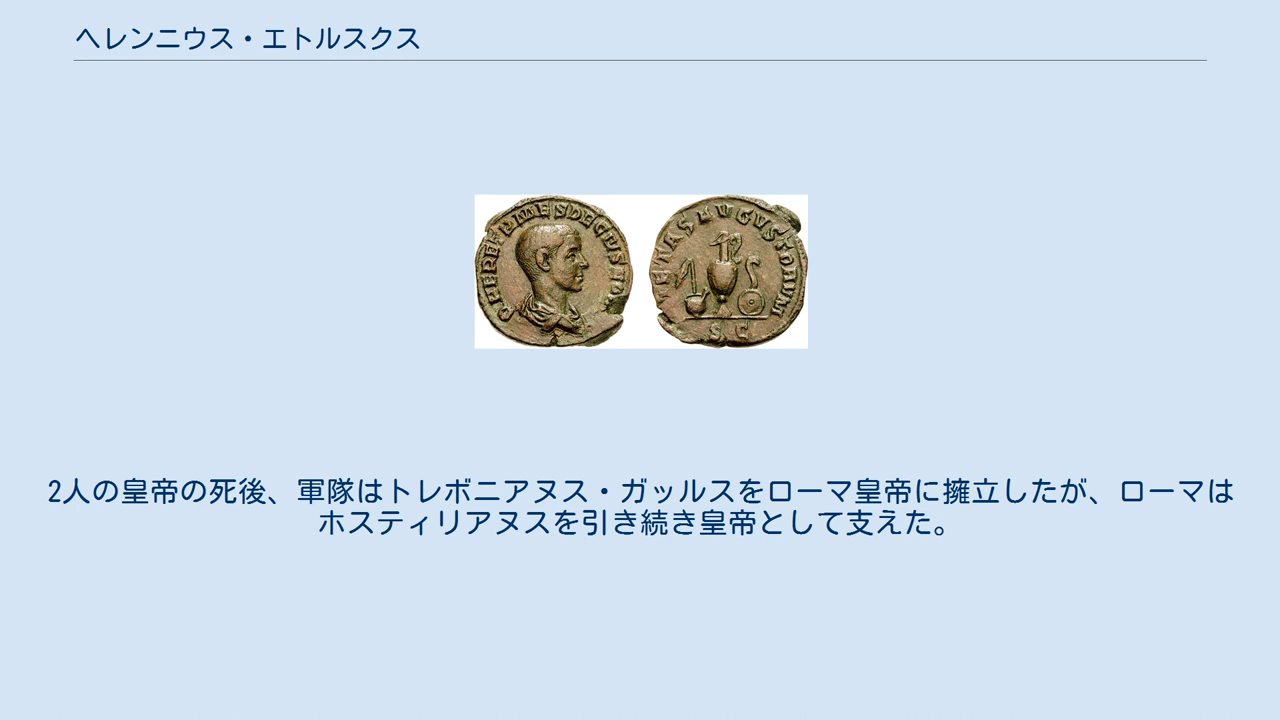 ヘレンニウス・エトルスクス
S C
2人の皇帝の死後、軍隊はトレボニアヌス・ガッルスをローマ皇帝に擁立したが、ローマは
ホスティリアヌスを引き続き皇帝として支えた。